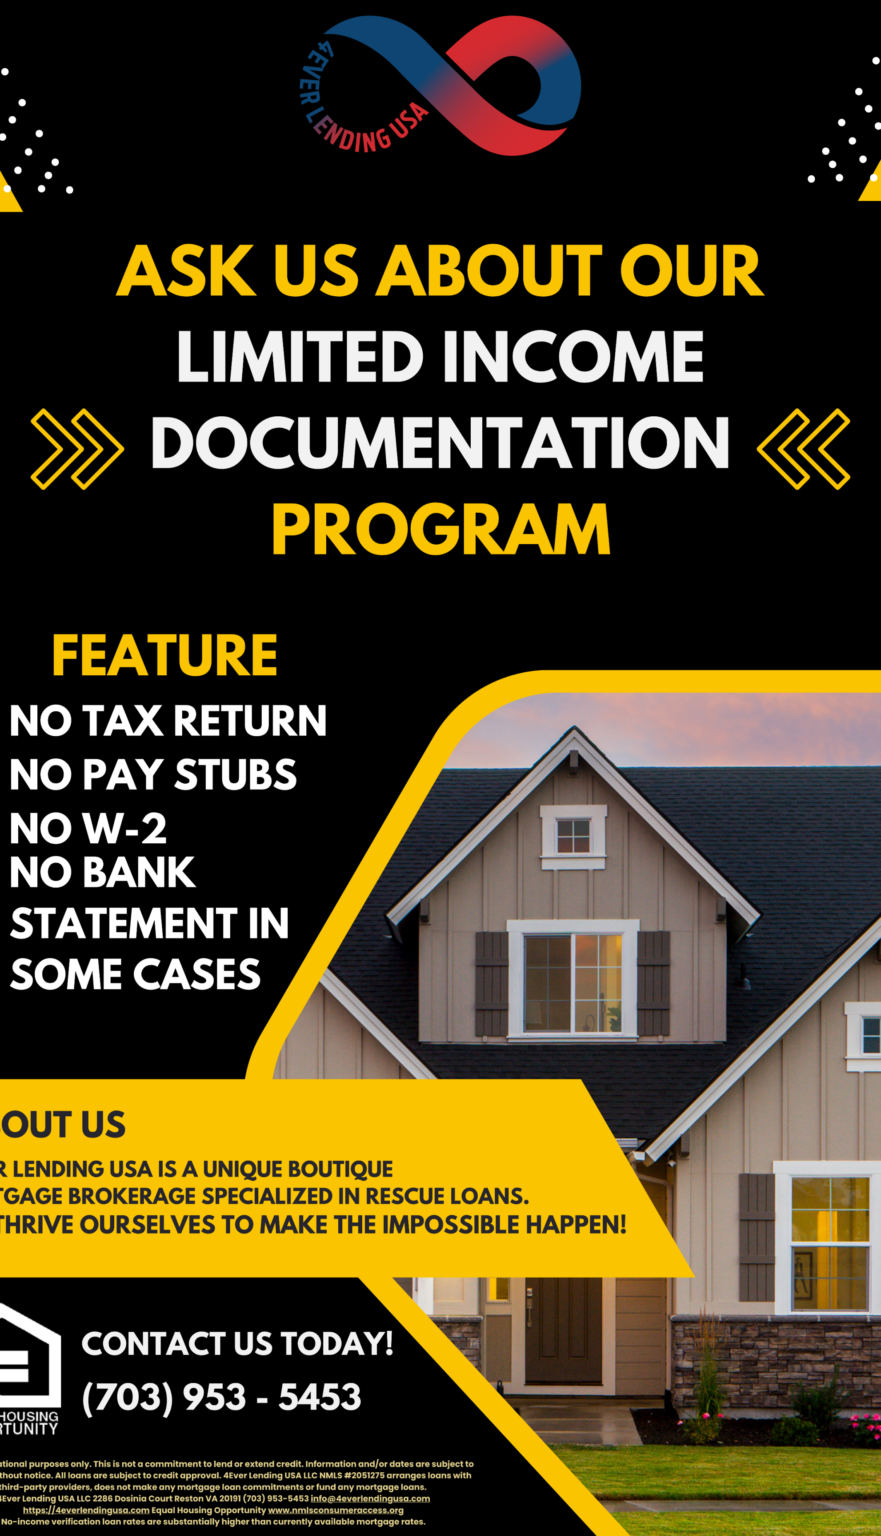 4EVER LENDING USA
ASK US ABOUT OUR
LIMITED INCOME
DOCUMENTATION
PROGRAM
FEATURE
NO TAX RETURN
NO PAY STUBS
NO W-2
NO BANK
STATEMENT IN
SOME CASES
OUT US
R LENDING USA IS A UNIQUE BOUTIQUE
TGAGE BROKERAGE SPECIALIZED IN RESCUE LOANS.
THRIVE OURSELVES TO MAKE THE IMPOSSIBLE HAPPEN!
CONTACT US TODAY!
(703) 953 - 5453
HOUSING
RTUNITY
ational purposes only. This is not a commitment to lend or extend credit. Information and/or dates are subject to
thout notice. All loans are subject to credit approval. 4Ever Lending USA LLC NMLS #2051275 arranges loans with
third-party providers, does not make any mortgage loan commitments or fund any mortgage loans.
4Ever Lending USA LLC 2286 Dosinia Court Reston VA 20191 (703) 953-5453 info@4everlendingusa.com
https://4everlendingusa.com Equal Housing Opportunity www.nmlsconsumeraccess.org
No-income verification loan rates are substantially higher than currently available mortgage rates.